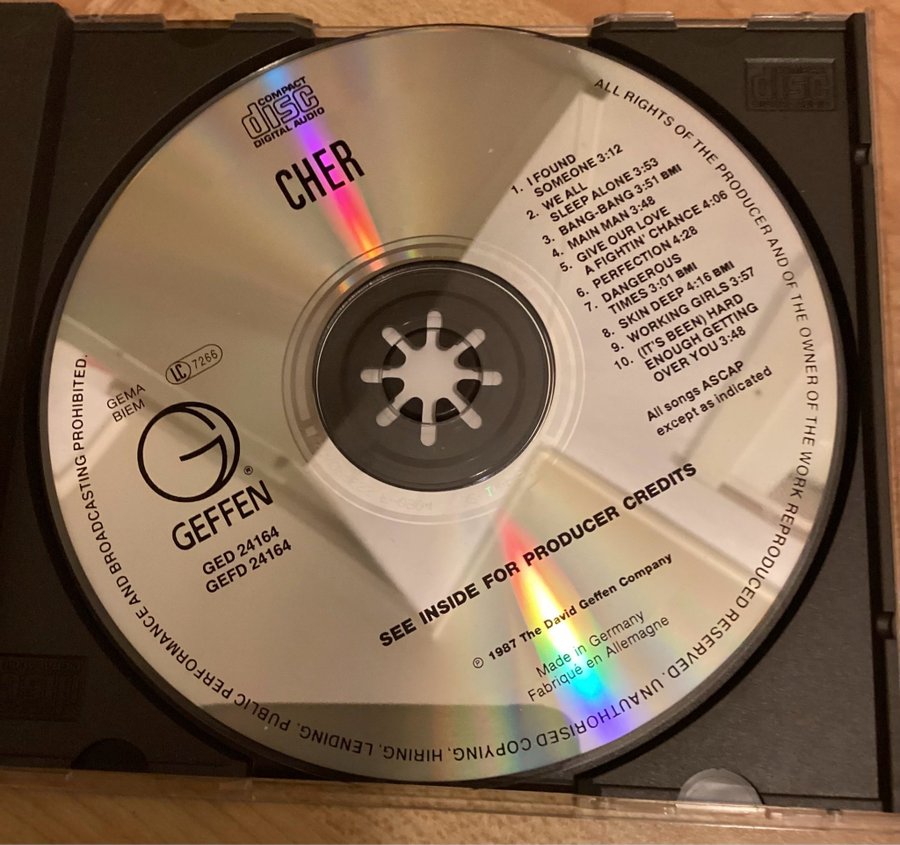 COMPACT
disc
DIGITAL AUDIO
CHER
1. I FOUND
SOMEONE 3:12
2. WE ALL
SLEEP ALONE 3:53
3. BANG-BANG 3:51 BMI
4. MAIN MAN 3:48
5. GIVE OUR LOVE
A FIGHTIN' CHANCE 4:06
6. PERFECTION 4:28
7. DANGEROUS
TIMES 3:01 BMI
8. SKIN DEEP 4:16 BMI
9. WORKING GIRLS 3:57
10. (IT'S BEEN) HARD
ENOUGH GETTING
OVER YOU 3:48
All songs ASCAP
except as indicated
GEMA
BIEM
LC 7266
G
®
GEFFEN
GED 24164
GEFD 24164
SEE INSIDE FOR PRODUCER CREDITS
℗ 1987 The David Geffen Company
Made in Germany
Fabriqué en Allemagne
ALL RIGHTS OF THE PRODUCER AND OF THE OWNER OF THE WORK REPRODUCED RESERVED. UNAUTHORISED COPYING, HIRING, LENDING, PUBLIC PERFORMANCE AND BROADCASTING PROHIBITED.
disc